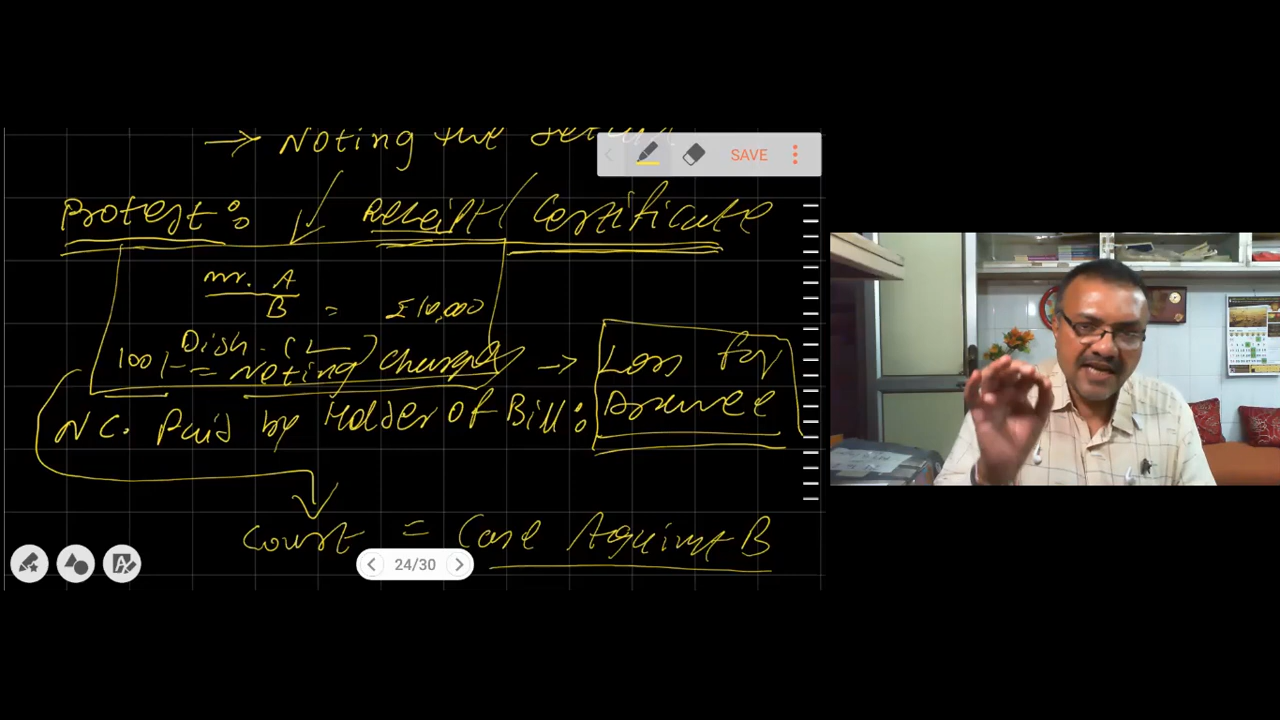 → Noting the
SAVE
Protest: Receipt / Certificate
Mr. A
B = ₹10,000
Dish. (L)
100/- = Noting Charges → Loss for
Drawee
NC. Paid by Holder of Bill:
Court = Case Against B
24/30